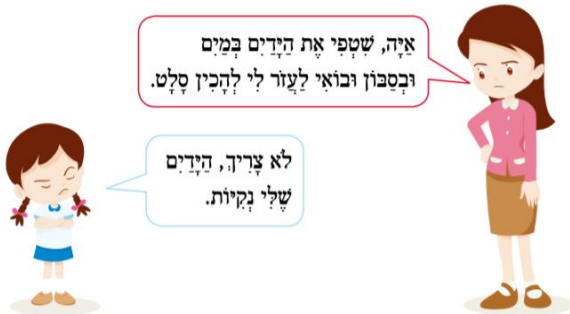 אַיָּה, שִׁטְפִי אֶת הַיָּדַיִם בְּמַיִם
וּבְסַבּוֹן וּבוֹאִי לַעֲזֹר לִי לְהָכִין סָלָט.
לֹא צָרִיךְ, הַיָּדַיִם
שֶׁלִּי נְקִיּוֹת.